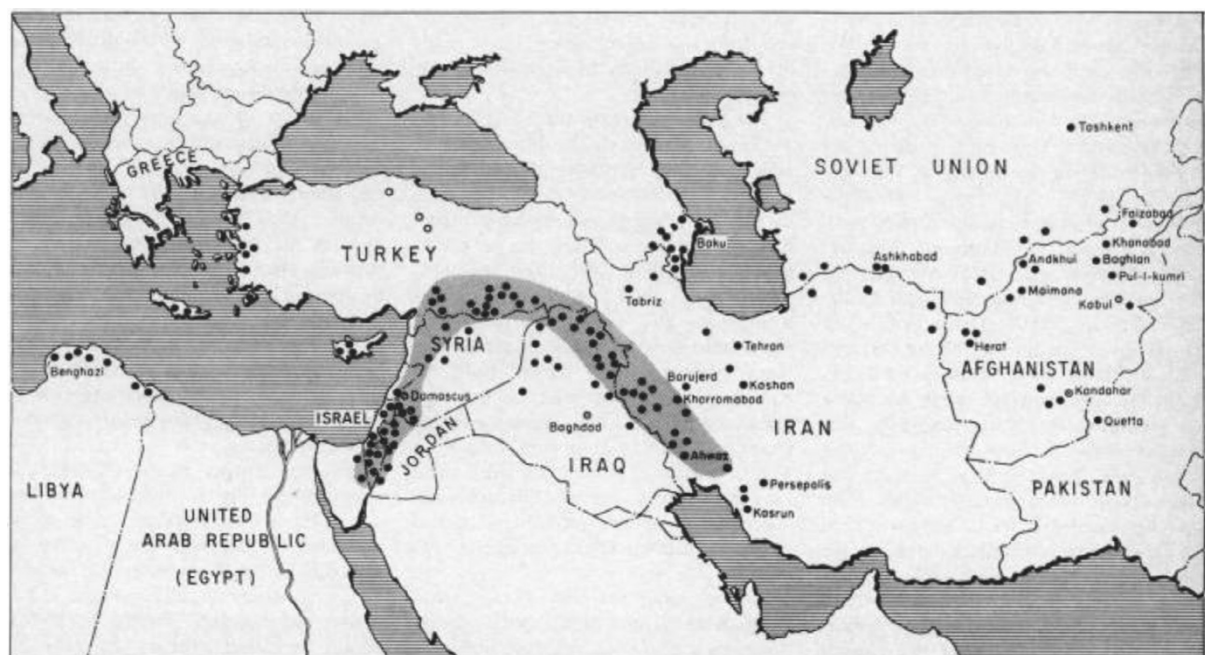 Tashkent
GREECE
SOVIET UNION
Faizabad
TURKEY
Baku
Khanabad
Andkhui
Baghlan
Ashkhabad
Pul-I-kumri
Tabriz
Maimana
Kabul
SYRIA
Tehran
Herat
Benghazi
AFGHANISTAN
Borujerd
Kashan
Kandahar
Damascus
Khorromabad
ISRAEL
Quetta
Baghdad
IRAN
JORDAN
Ahwaz
IRAQ
LIBYA
Persepolis
PAKISTAN
UNITED
ARAB REPUBLIC
Kasrun
(EGYPT)